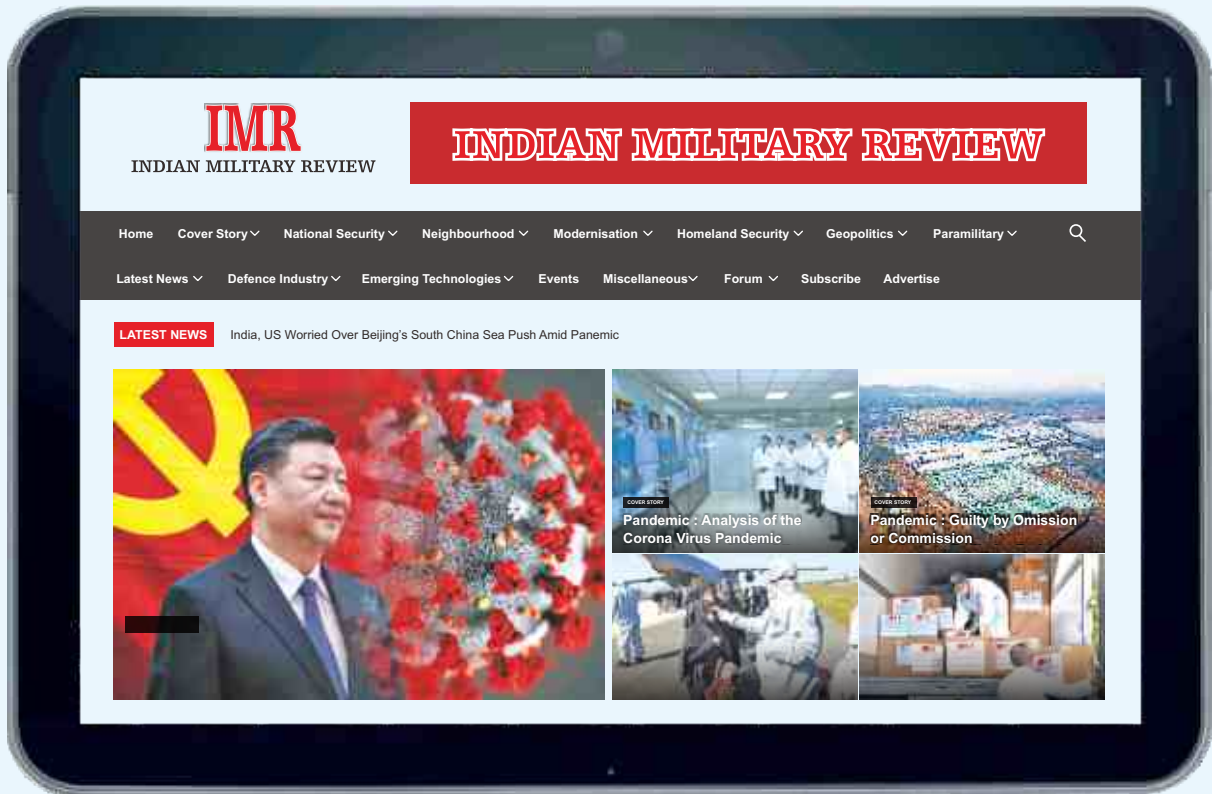 IMR
INDIAN MILITARY REVIEW
INDIAN MILITARY REVIEW
Home Cover Story National Security Neighbourhood Modernisation Homeland Security Geopolitics Paramilitary
Latest News Defence Industry Emerging Technologies Events Miscellaneous Forum Subscribe Advertise
LATEST NEWS India, US Worried Over Beijing's South China Sea Push Amid Panemic
COVER STORY
Pandemic : Analysis of the
Corona Virus Pandemic
COVER STORY
Pandemic : Guilty by Omission
or Commission